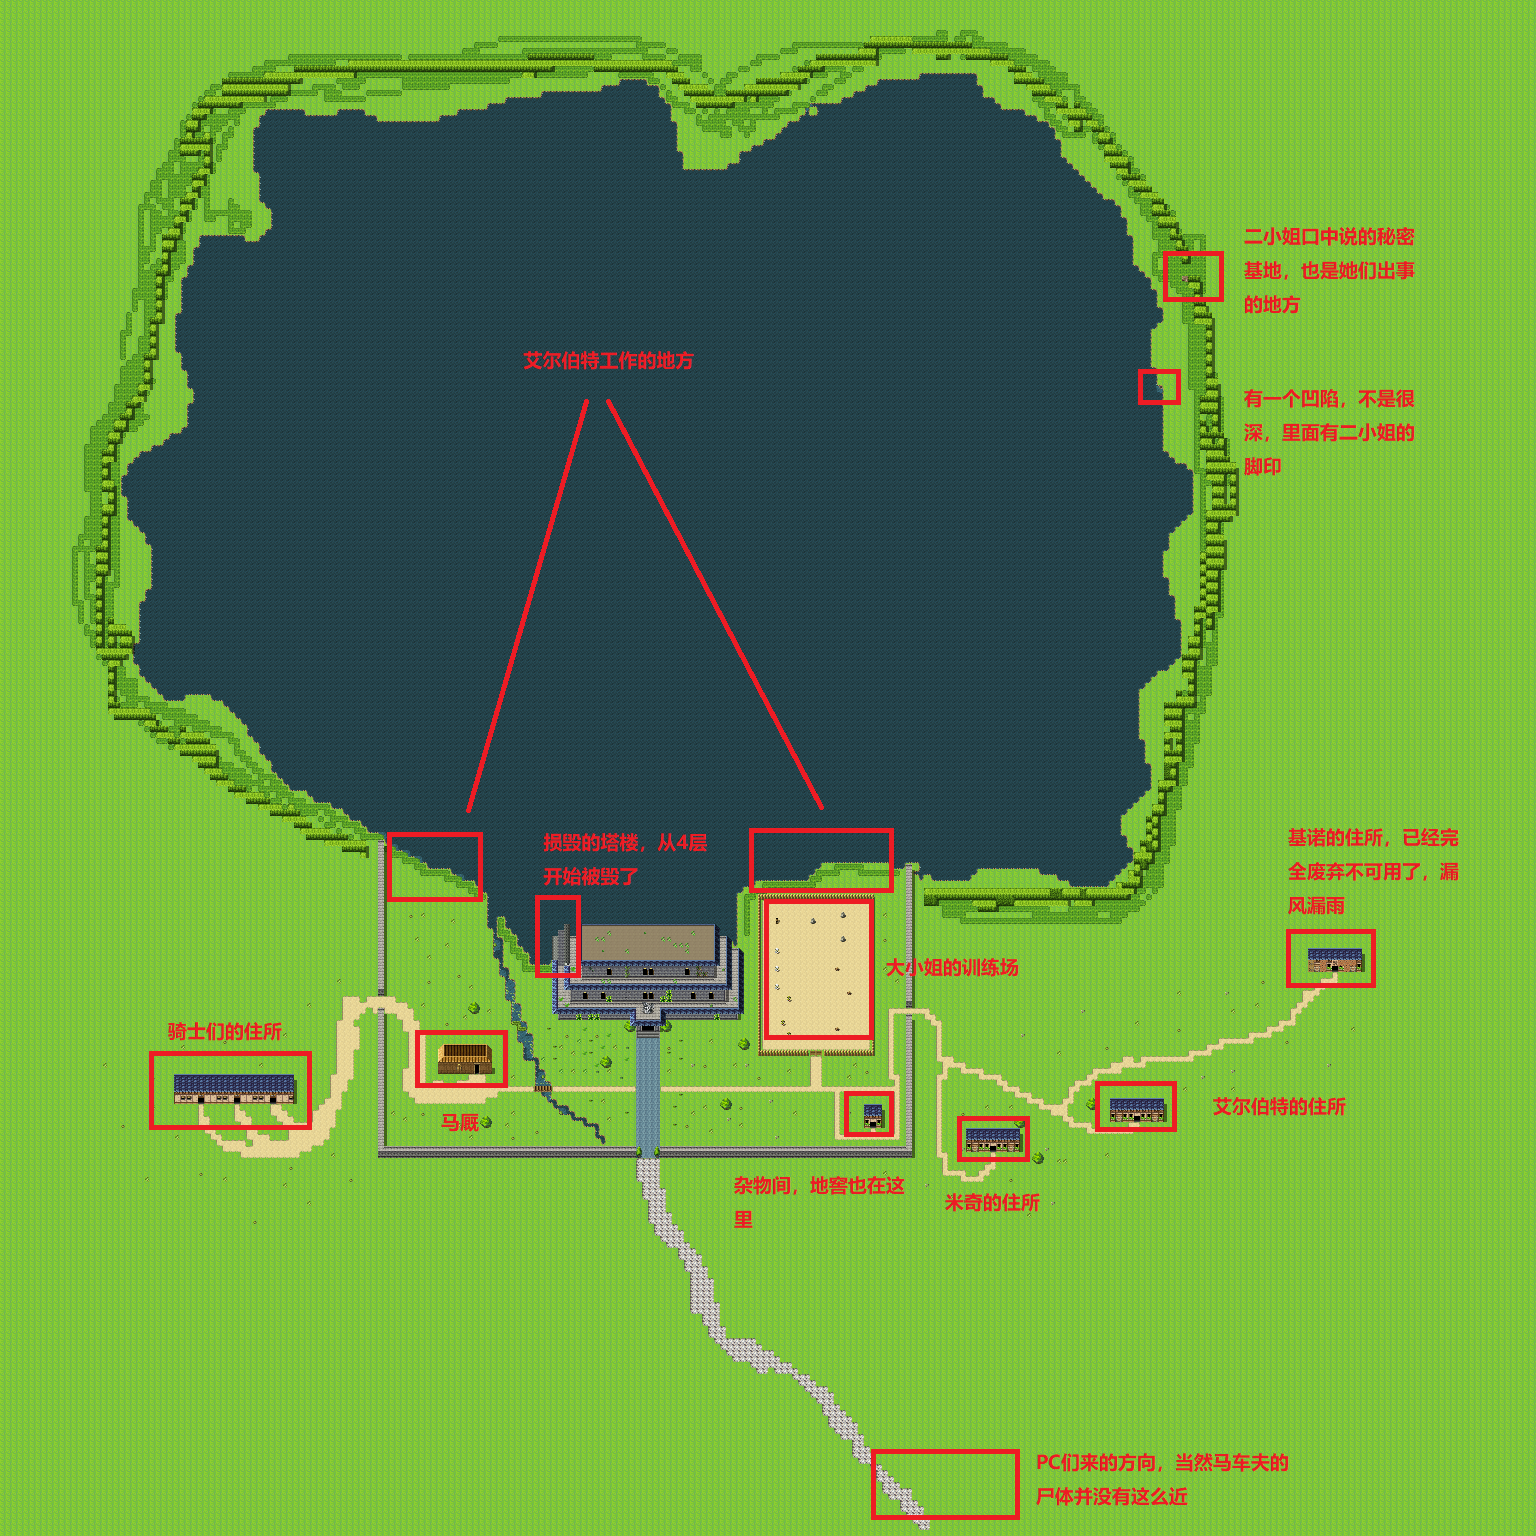 二小姐口中说的秘密
基地，也是她们出事
的地方
艾尔伯特工作的地方
有一个凹陷，不是很
深，里面有二小姐的
脚印
损毁的塔楼，从4层
开始被毁了
基诺的住所，已经完
全废弃不可用了，漏
风漏雨
大小姐的训练场
骑士们的住所
马厩
艾尔伯特的住所
杂物间，地窖也在这
里
米奇的住所
PC们来的方向，当然马车夫的
尸体并没有这么近